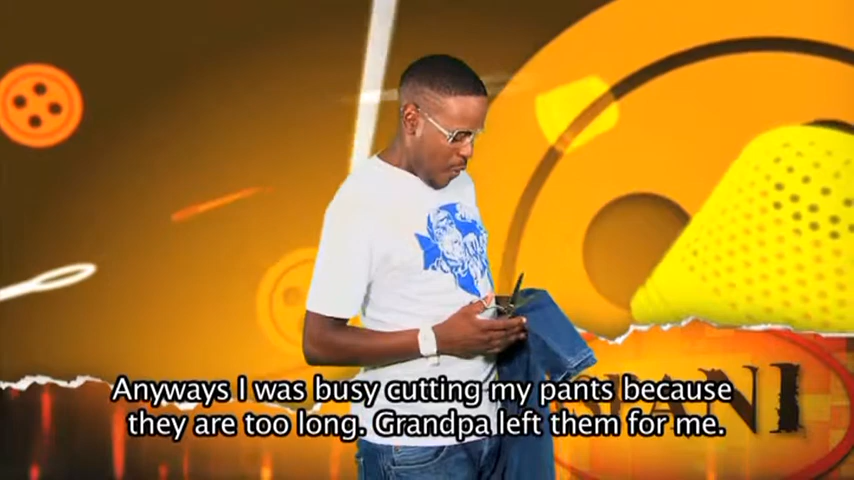 Anyways I was busy cutting my pants because
they are too long. Grandpa left them for me.